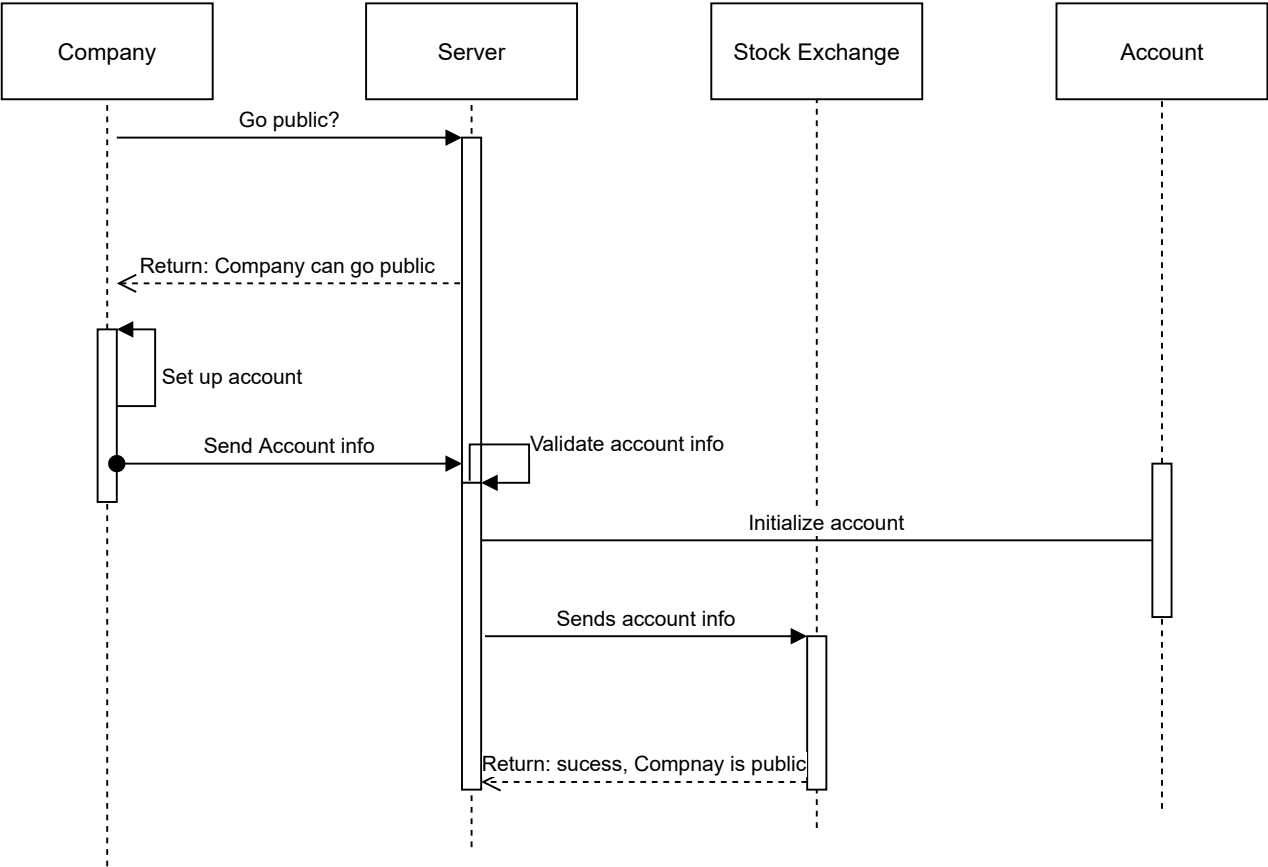 Company
Server
Stock Exchange
Account
Go public?
Return: Company can go public
Set up account
Send Account info
Validate account info
Initialize account
Sends account info
Return: sucess, Compnay is public